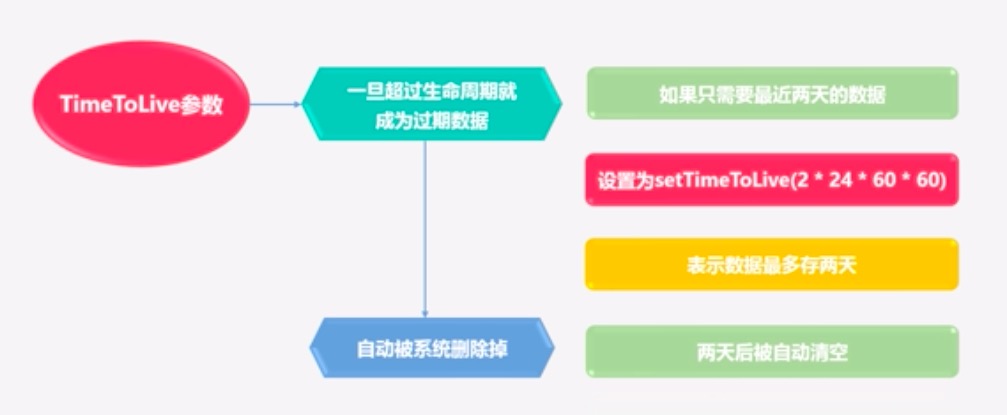 TimeToLive参数
一旦超过生命周期就
成为过期数据
自动被系统删除掉
如果只需要最近两天的数据
设置为setTimeToLive(2 * 24 * 60 * 60)
表示数据最多存两天
两天后被自动清空